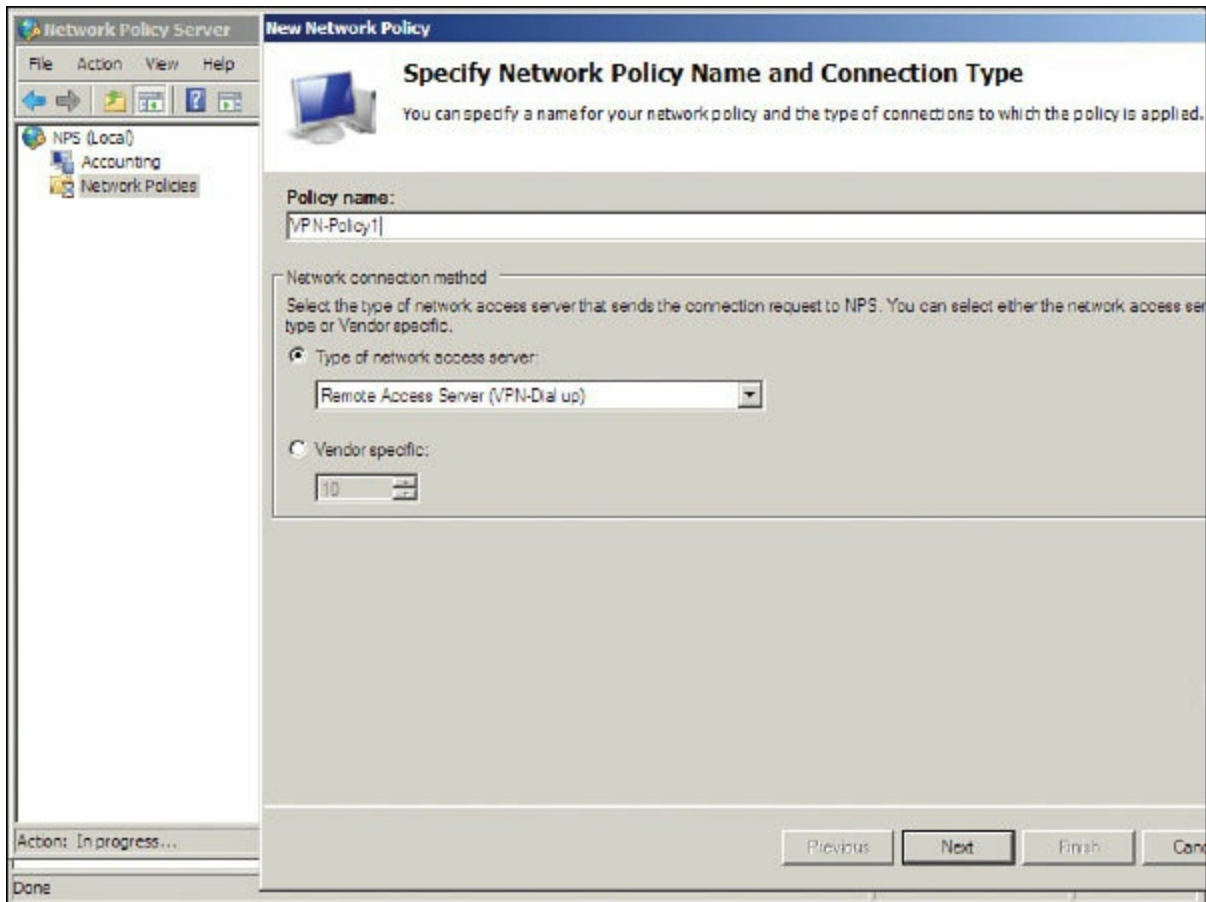 Network Policy Server
New Network Policy
File Action View Help
Specify Network Policy Name and Connection Type
You can specify a name for your network policy and the type of connections to which the policy is applied.
NPS (Local)
Accounting
Network Policies
Policy name:
VPN-Policy1
Network connection method
Select the type of network access server that sends the connection request to NPS. You can select either the network access ser
type or Vendor specific.
Type of network access server:
Remote Access Server (VPN-Dial up)
Vendor specific:
10
Action: In progress...
Previous Next Finish Canc
Done